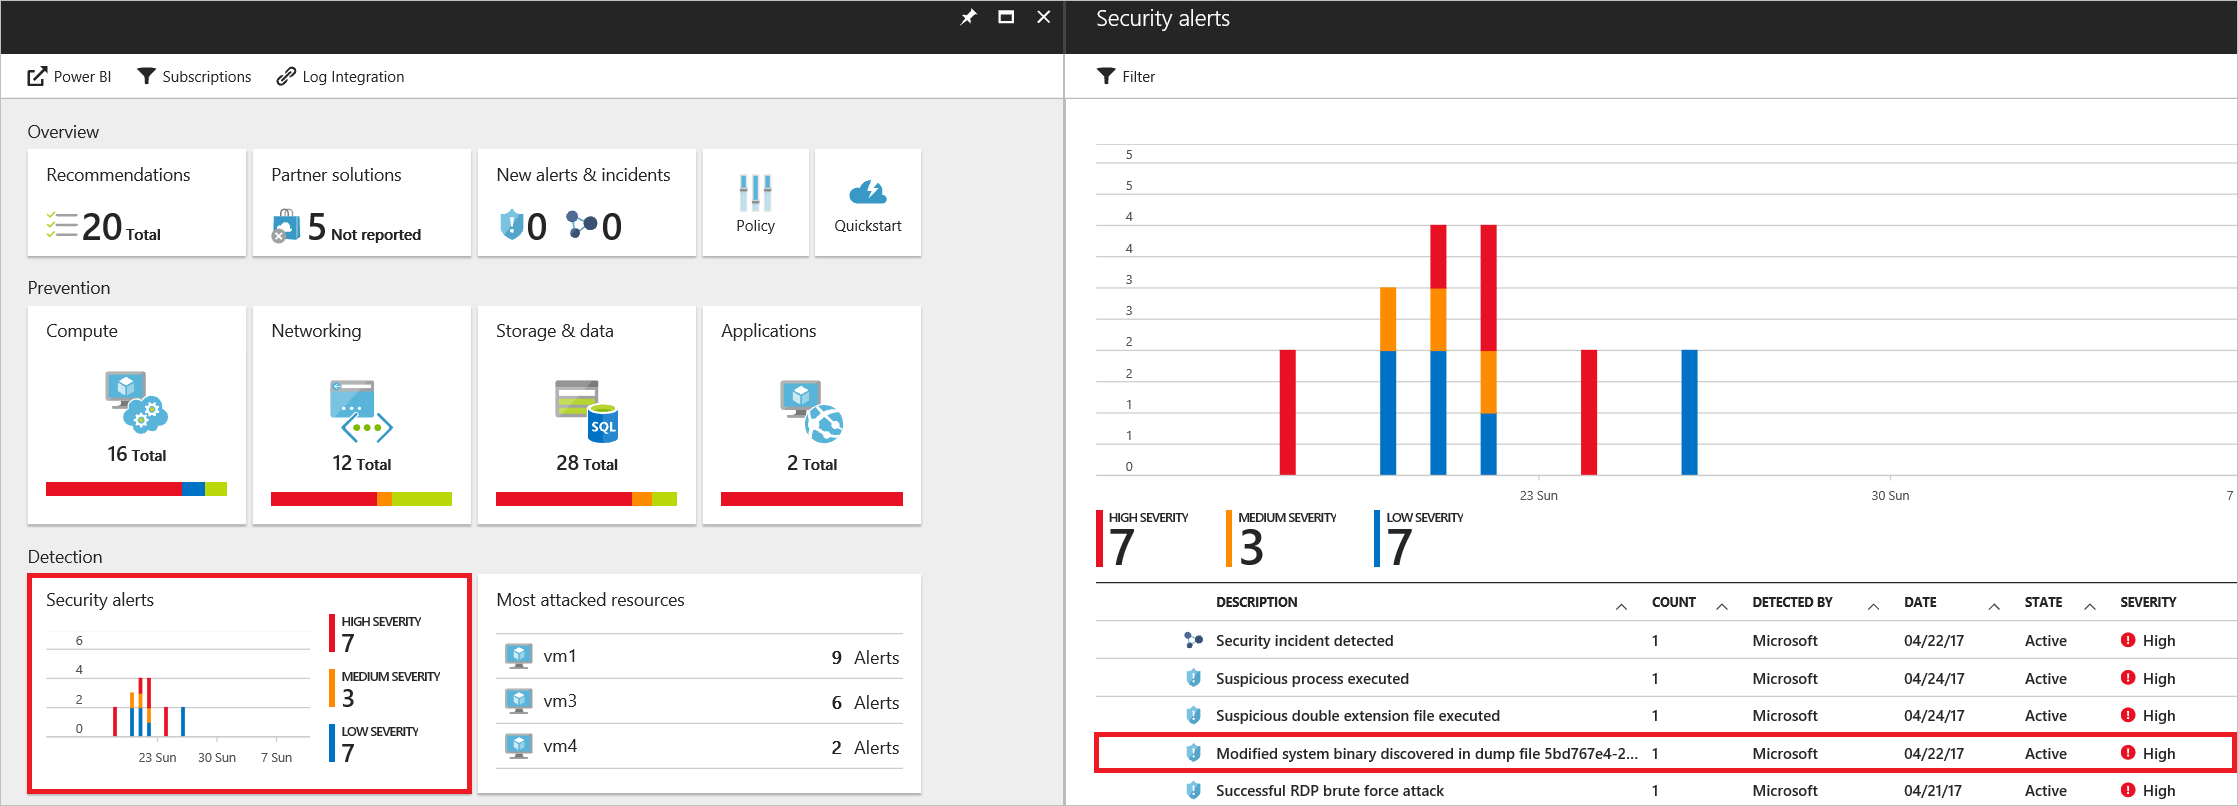 Security alerts
Power BI
Subscriptions
Log Integration
Filter
Overview
Recommendations
20 Total
Partner solutions
5 Not reported
New alerts & incidents
0 0
Policy
Quickstart
Prevention
Compute
16 Total
Networking
12 Total
Storage & data
SQL
28 Total
Applications
2 Total
Detection
Security alerts
6
4
2
0
23 Sun 30 Sun 7 Sun
HIGH SEVERITY
7
MEDIUM SEVERITY
3
LOW SEVERITY
7
Most attacked resources
vm1 9 Alerts
vm3 6 Alerts
vm4 2 Alerts
5
5
4
4
3
3
2
2
1
1
0
23 Sun 30 Sun 7
HIGH SEVERITY
7
MEDIUM SEVERITY
3
LOW SEVERITY
7
DESCRIPTION COUNT DETECTED BY DATE STATE SEVERITY
Security incident detected 1 Microsoft 04/22/17 Active High
Suspicious process executed 1 Microsoft 04/24/17 Active High
Suspicious double extension file executed 1 Microsoft 04/24/17 Active High
Modified system binary discovered in dump file 5bd767e4-2... 1 Microsoft 04/22/17 Active High
Successful RDP brute force attack 1 Microsoft 04/21/17 Active High